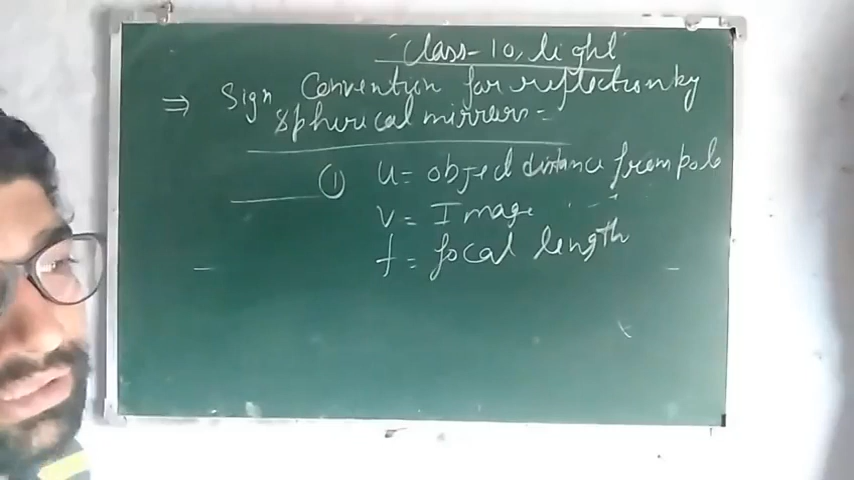 Class-10, light
⇒ Sign Convention for reflection by
spherical mirrors =
① u = object distance from pole
v = Image " "
f = focal length